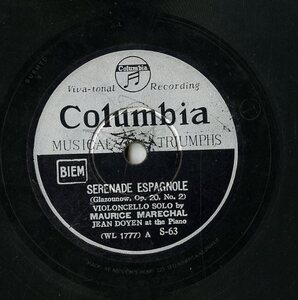 Columbia
Viva-tonal Recording
Columbia
MUSICAL TRIUMPHS
BIEM
SERENADE ESPAGNOLE
(Glazounow, Op. 20, No. 2)
VIOLONCELLO SOLO by
MAURICE MARECHAL
JEAN DOYEN at the Piano
(WL 1777) A S-63